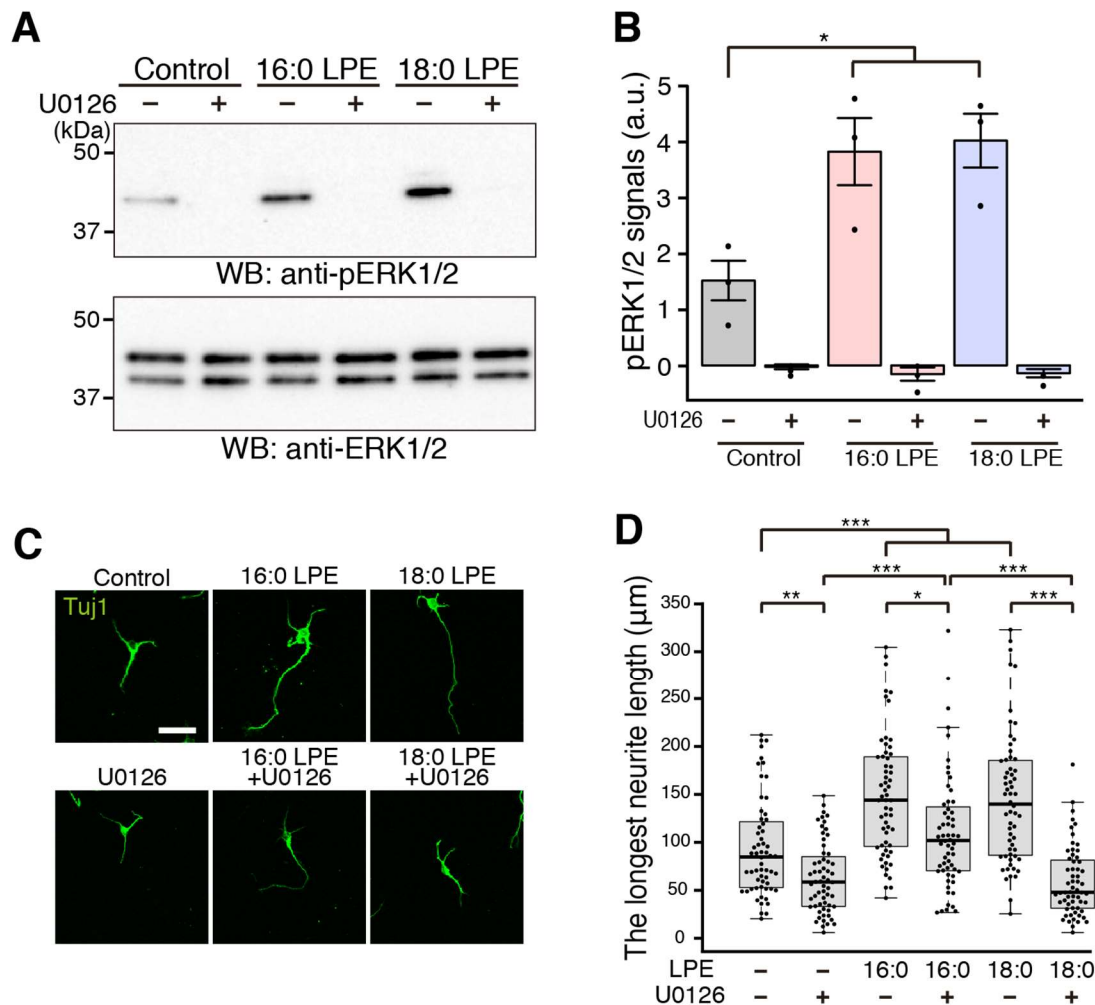 A
Control 16:0 LPE 18:0 LPE
U0126 – + – + – +
(kDa)
50
37
WB: anti-pERK1/2
50
37
WB: anti-ERK1/2
B
*
pERK1/2 signals (a.u.)
5
4
3
2
1
0
U0126 – + – + – +
Control 16:0 LPE 18:0 LPE
C
Control 16:0 LPE 18:0 LPE
Tuj1
U0126 16:0 LPE +U0126 18:0 LPE +U0126
D
***
*** ***
** * ***
The longest neurite length (µm)
350
300
250
200
150
100
50
0
LPE – – 16:0 16:0 18:0 18:0
U0126 – + – + – +